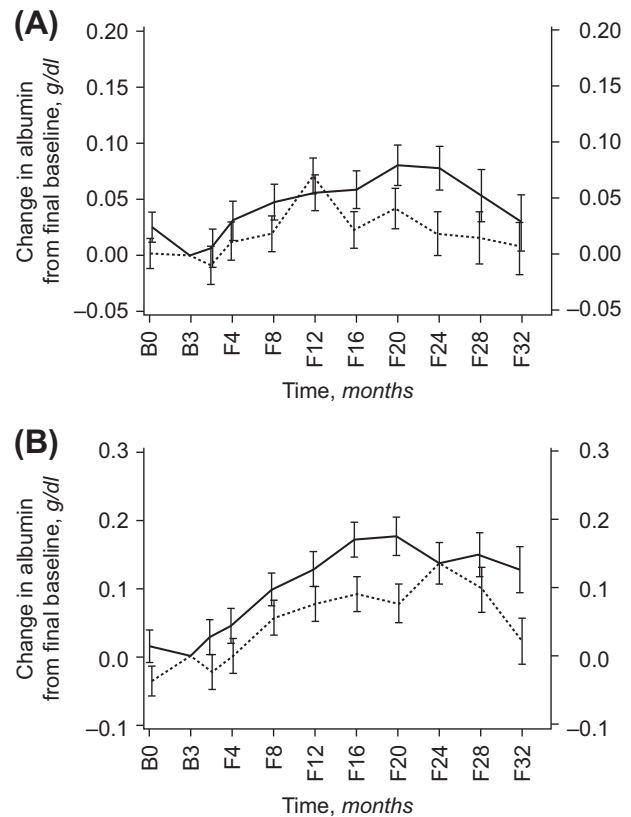 (A)
Change in albumin
from final baseline, g/dl
0.20
0.15
0.10
0.05
0.00
–0.05
0.20
0.15
0.10
0.05
0.00
–0.05
B0 B3 F4 F8 F12 F16 F20 F24 F28 F32
Time, months
(B)
Change in albumin
from final baseline, g/dl
0.3
0.2
0.1
0.0
–0.1
0.3
0.2
0.1
0.0
–0.1
B0 B3 F4 F8 F12 F16 F20 F24 F28 F32
Time, months